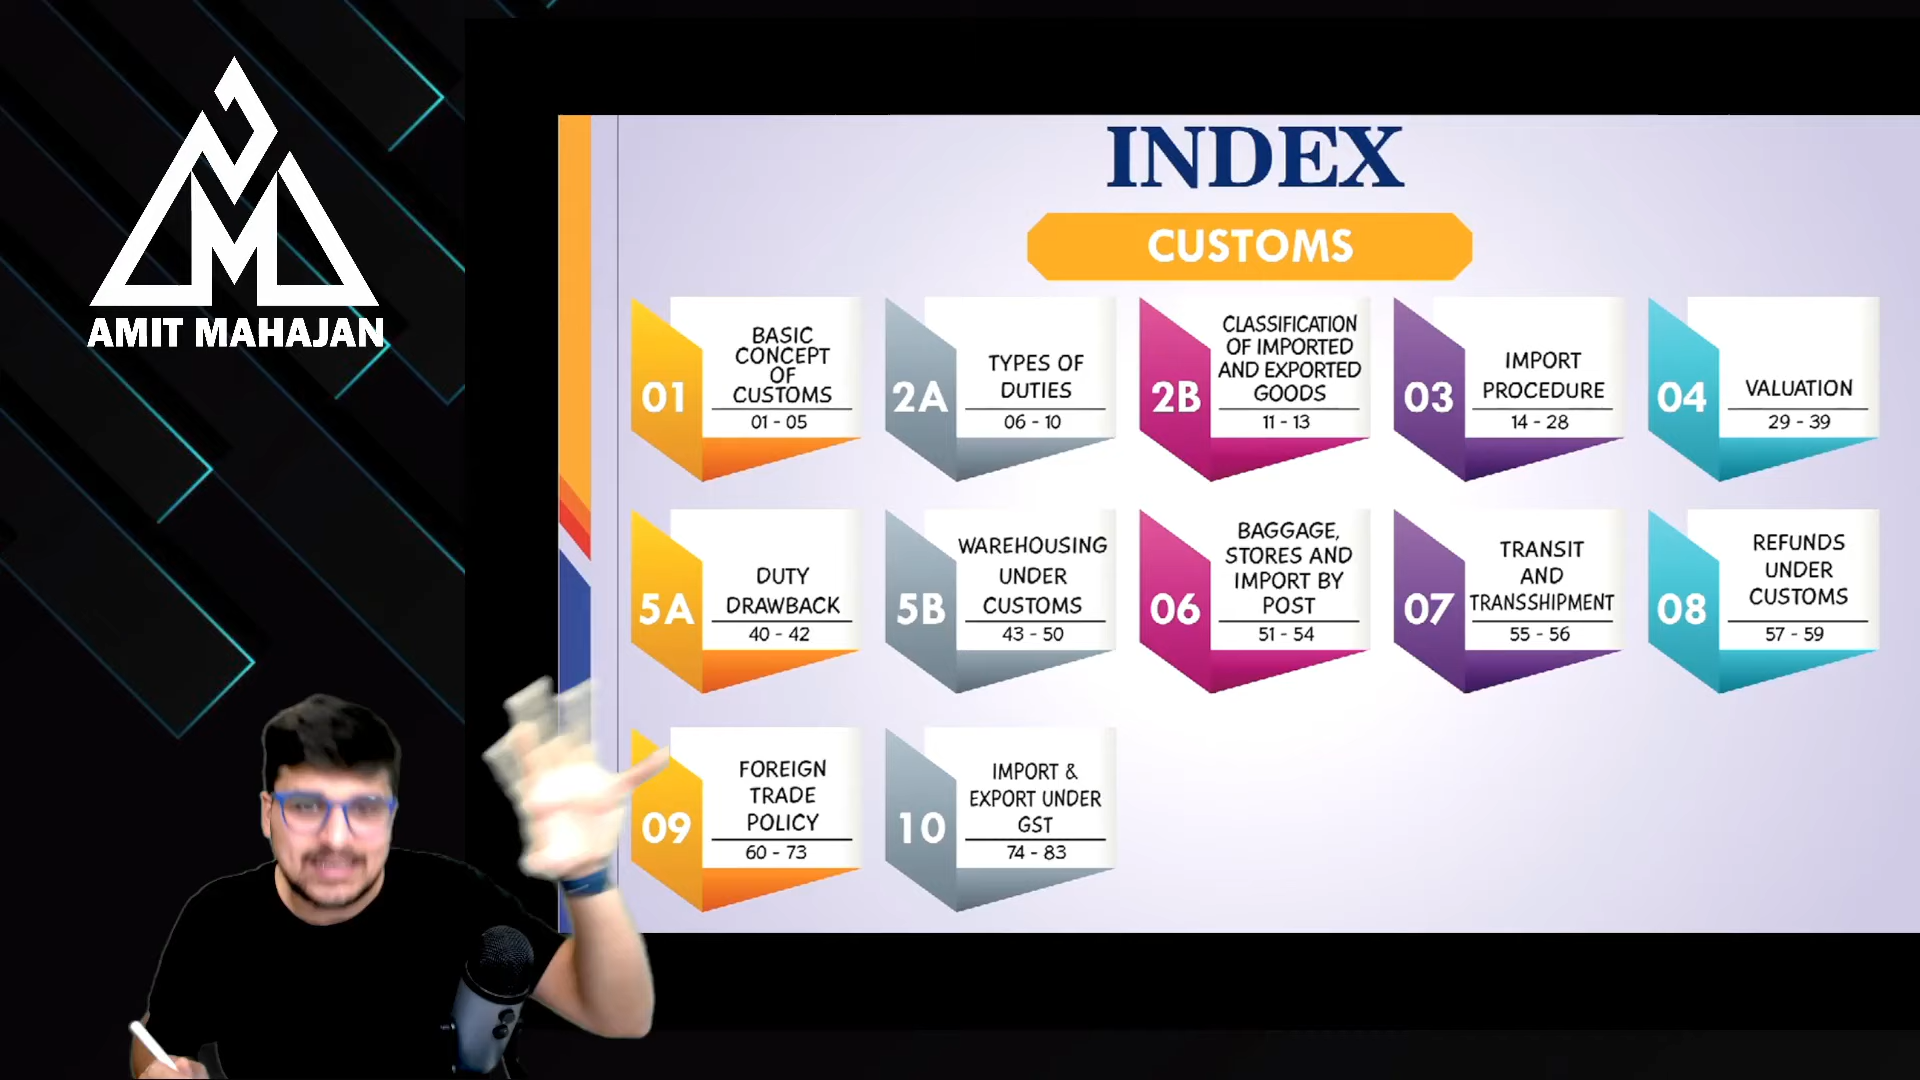 AMIT MAHAJAN
INDEX
CUSTOMS
01
BASIC
CONCEPT
OF
CUSTOMS
01 - 05
2A
TYPES OF
DUTIES
06 - 10
2B
CLASSIFICATION
OF IMPORTED
AND EXPORTED
GOODS
11 - 13
03
IMPORT
PROCEDURE
14 - 28
04
VALUATION
29 - 39
5A
DUTY
DRAWBACK
40 - 42
5B
WAREHOUSING
UNDER
CUSTOMS
43 - 50
06
BAGGAGE,
STORES AND
IMPORT BY
POST
51 - 54
07
TRANSIT
AND
TRANSSHIPMENT
55 - 56
08
REFUNDS
UNDER
CUSTOMS
57 - 59
09
FOREIGN
TRADE
POLICY
60 - 73
10
IMPORT &
EXPORT UNDER
GST
74 - 83